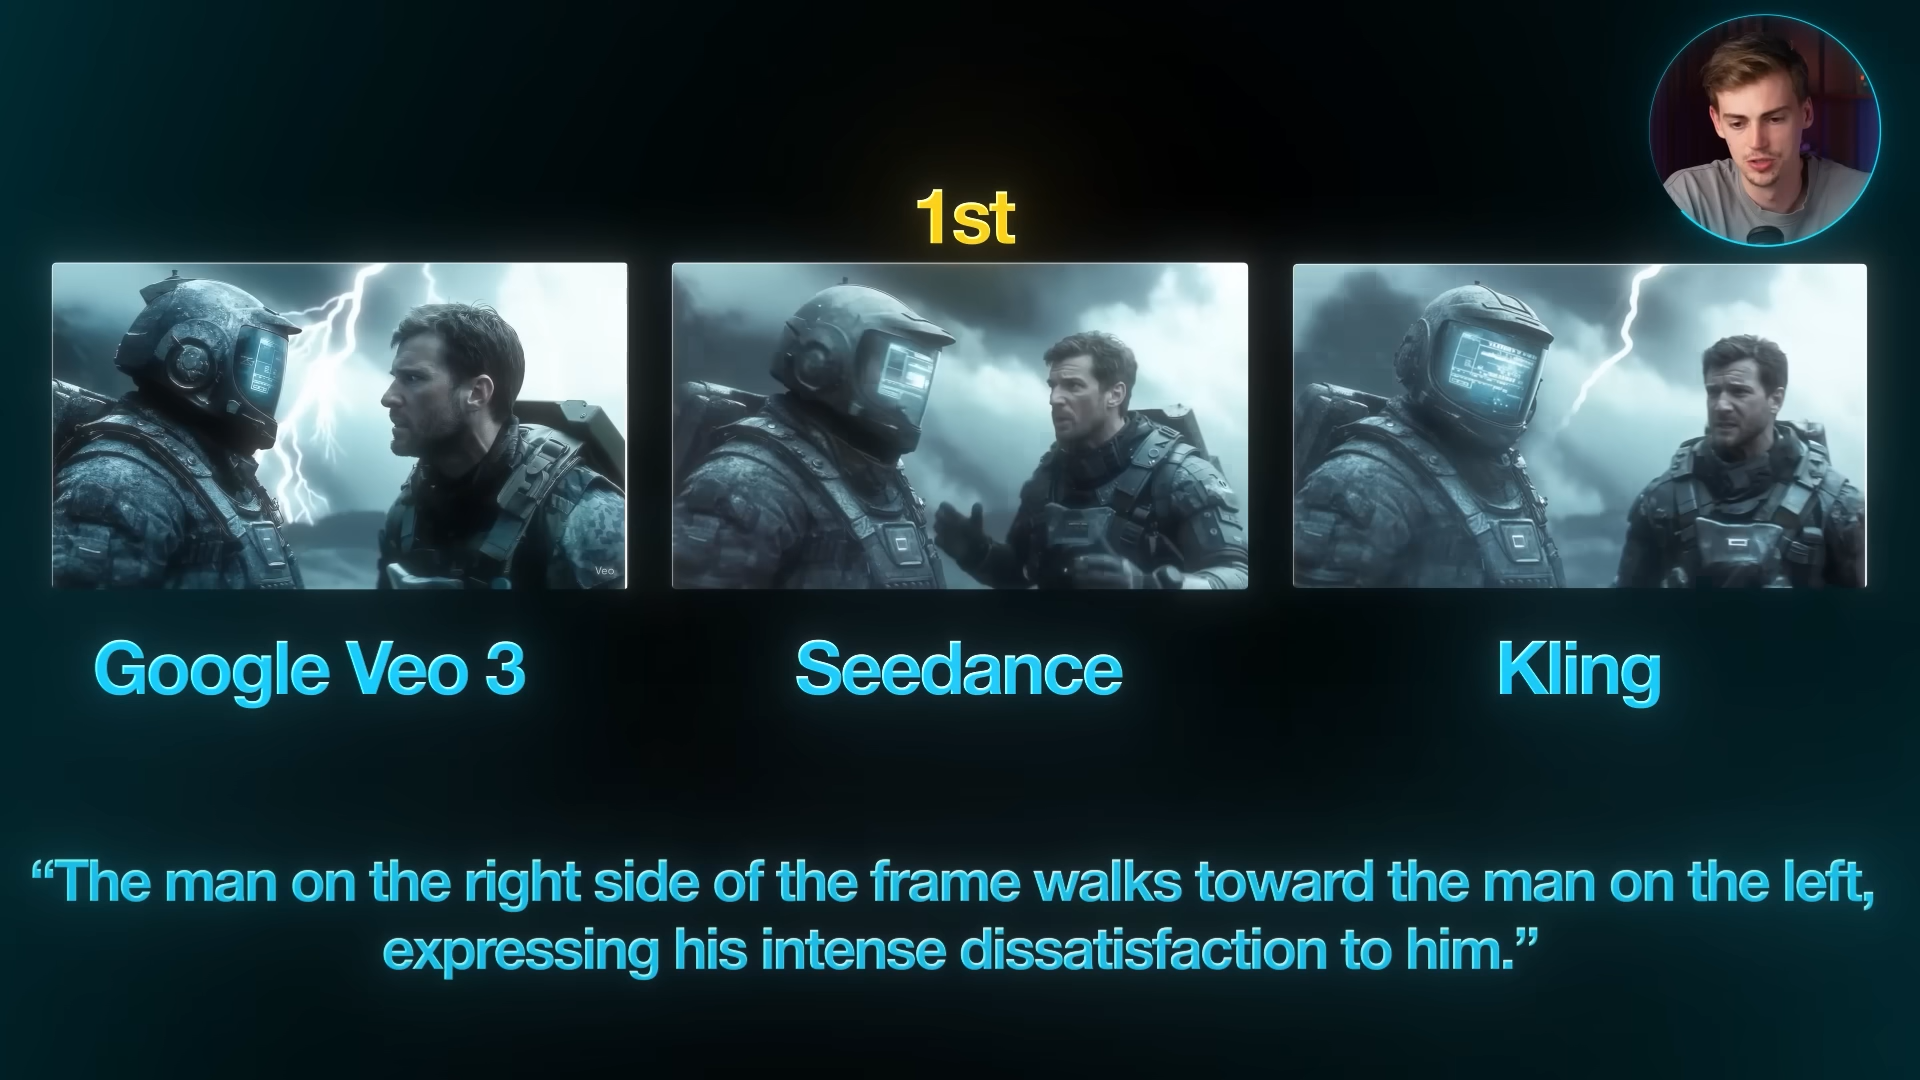 1st
Veo
Google Veo 3
Seedance
Kling
“The man on the right side of the frame walks toward the man on the left,
expressing his intense dissatisfaction to him.”